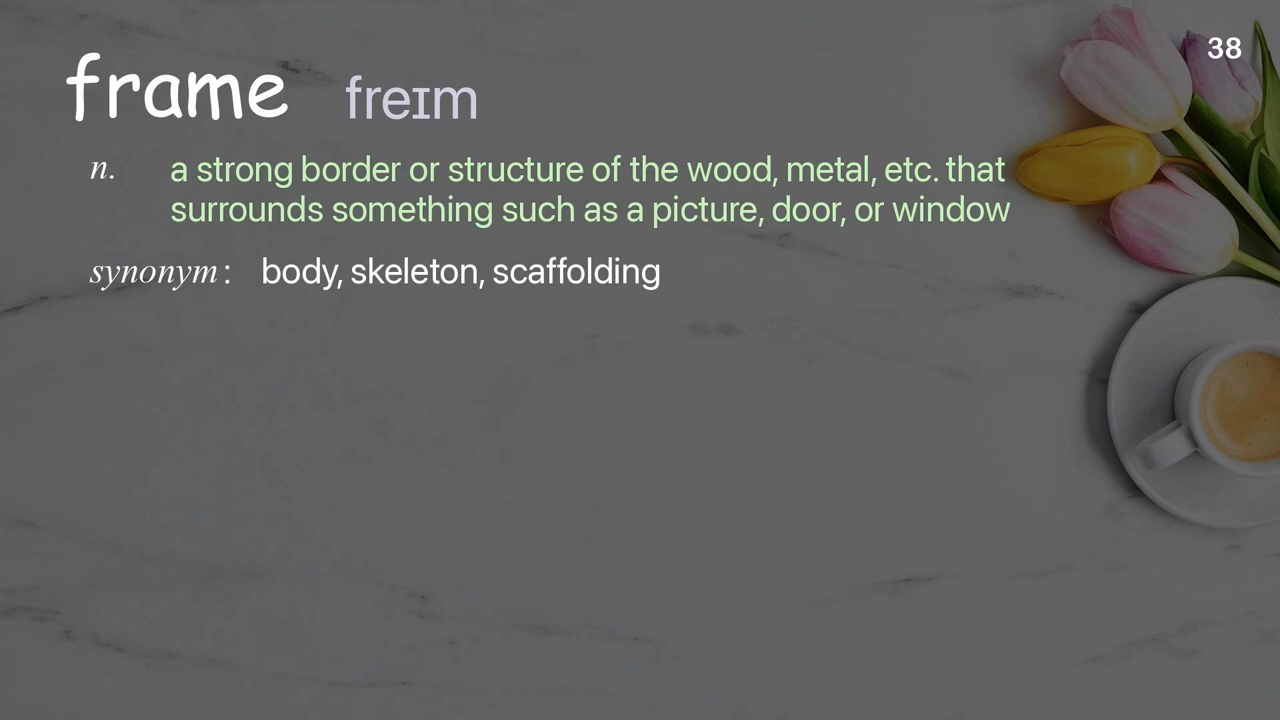 38
frame freɪm
n. a strong border or structure of the wood, metal, etc. that
surrounds something such as a picture, door, or window
synonym: body, skeleton, scaffolding